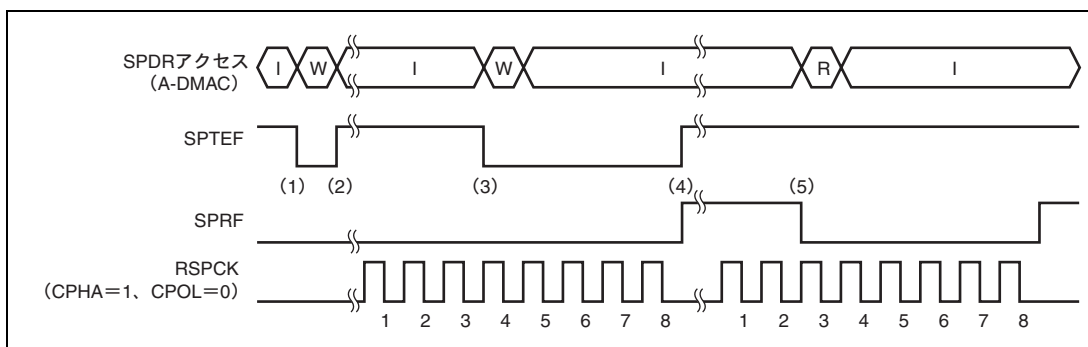 SPDRアクセス
（A-DMAC）
I W I W I R I
SPTEF
（1） （2） （3） （4） （5）
SPRF
RSPCK
（CPHA＝1、CPOL＝0）
1 2 3 4 5 6 7 8 1 2 3 4 5 6 7 8